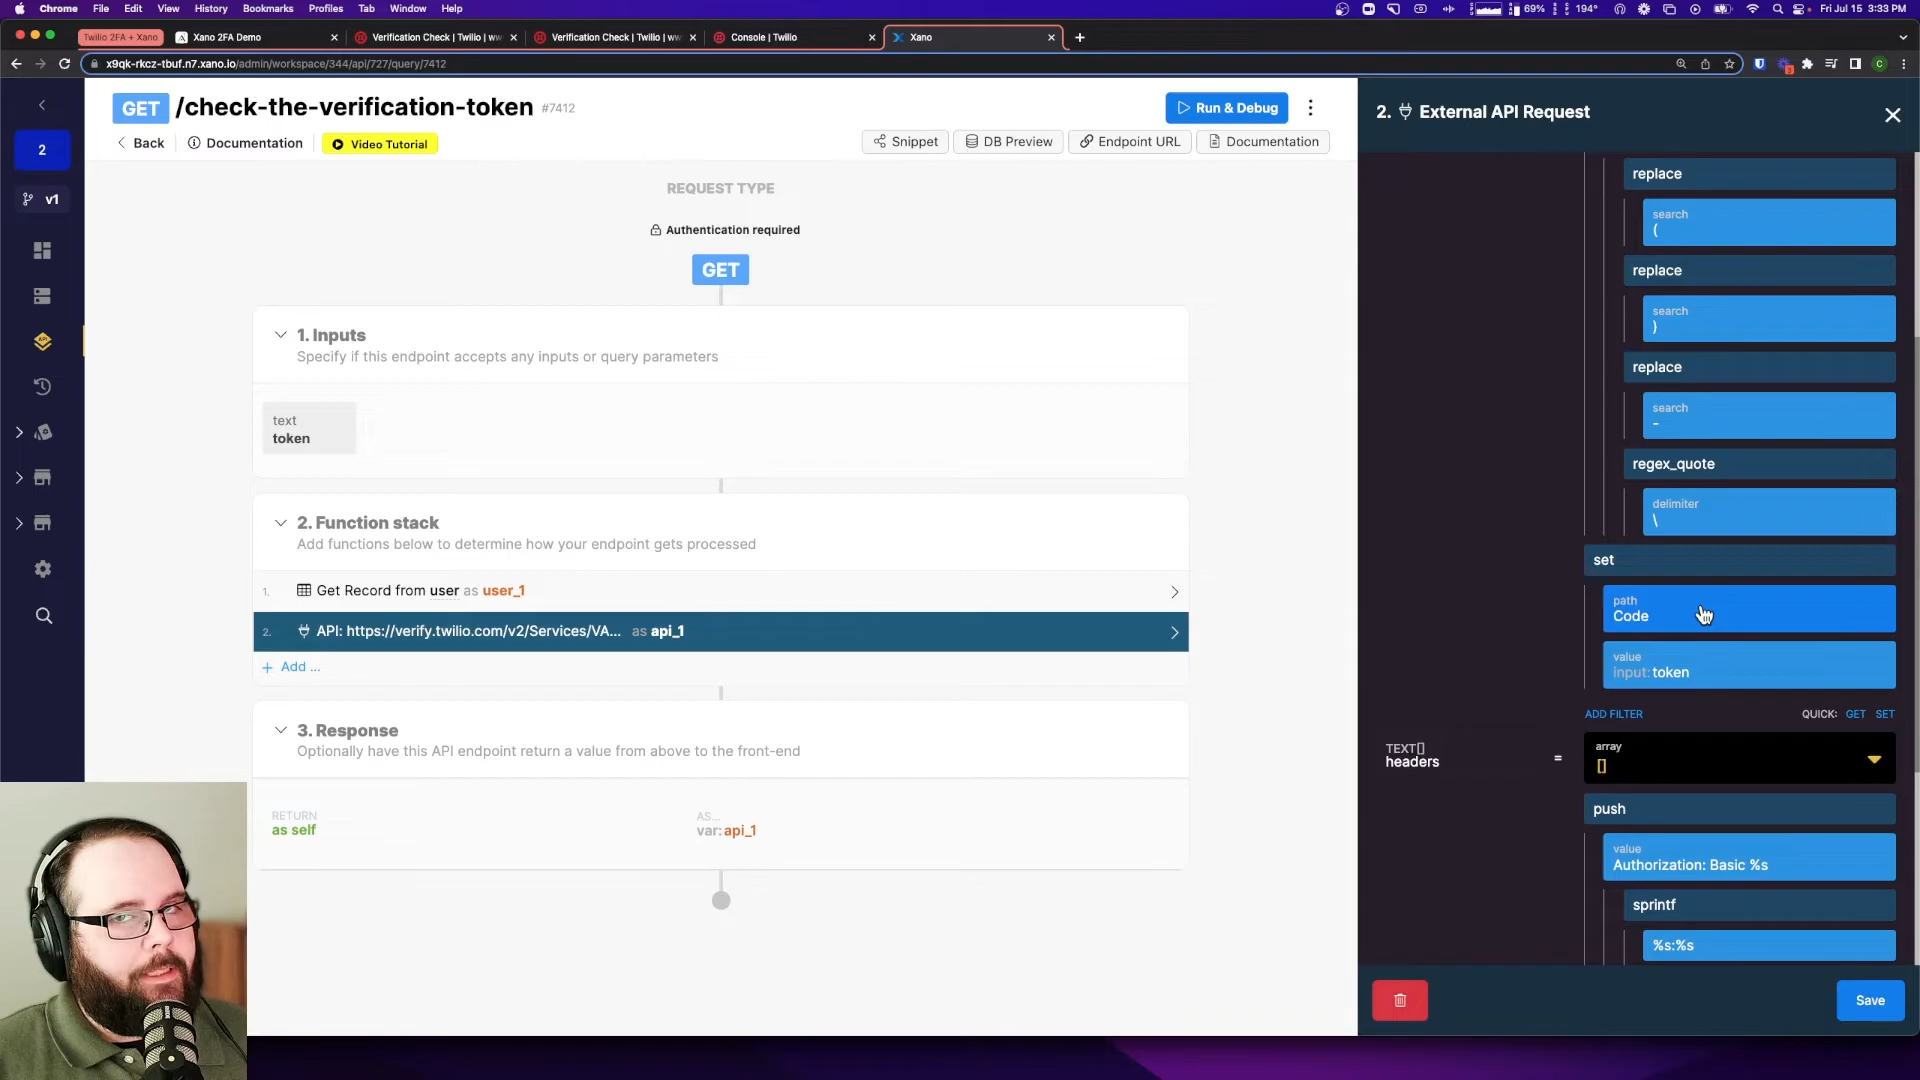 Chrome File Edit View History Bookmarks Profiles Tab Window Help 69% 194° Fri Jul 15 3:33 PM
Twilio 2FA + Xano Xano 2FA Demo Verification Check | Twilio | ww Verification Check | Twilio | ww Console | Twilio Xano
x9qk-rkcz-tbuf.n7.xano.io/admin/workspace/344/api/727/query/7412
2
v1
GET /check-the-verification-token #7412
Run & Debug
Back Documentation Video Tutorial
Snippet DB Preview Endpoint URL Documentation
REQUEST TYPE
Authentication required
GET
1. Inputs
Specify if this endpoint accepts any inputs or query parameters
text
token
2. Function stack
Add functions below to determine how your endpoint gets processed
1. Get Record from user as user_1
2. API: https://verify.twilio.com/v2/Services/VA... as api_1
+ Add ...
3. Response
Optionally have this API endpoint return a value from above to the front-end
RETURN
as self
AS...
var: api_1
2. External API Request
replace
search
(
replace
search
)
replace
search
-
regex_quote
delimiter
\
set
path
Code
value
input: token
ADD FILTER QUICK: GET SET
TEXT[]
headers
=
array
[]
push
value
Authorization: Basic %s
sprintf
%s:%s
Save